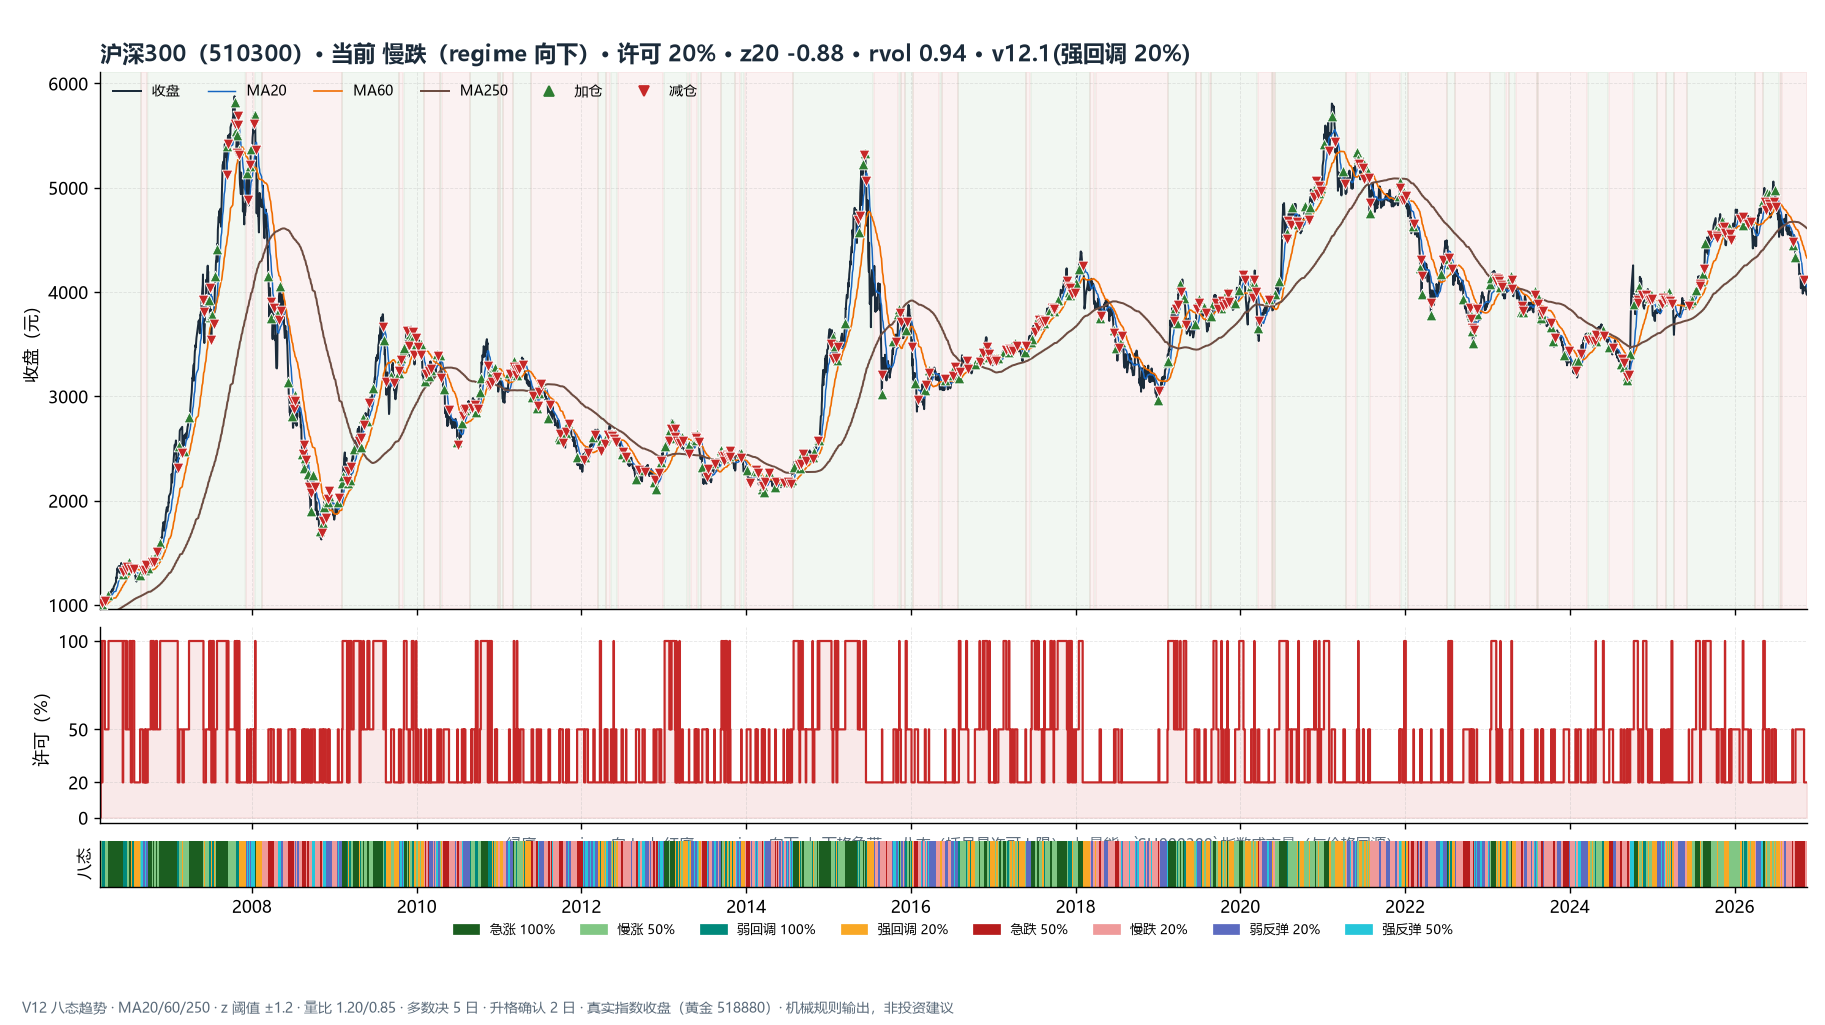 沪深300（510300）• 当前 慢跌（regime 向下）• 许可 20% • z20 -0.88 • rvol 0.94 • v12.1(强回调 20%)
收盘 MA20 MA60 MA250 加仓 减仓
收盘（元）
6000
5000
4000
3000
2000
1000
许可（%）
100
50
20
0
八态
2008 2010 2012 2014 2016 2018 2020 2022 2024 2026
急涨 100% 慢涨 50% 弱回调 100% 强回调 20% 急跌 50% 慢跌 20% 弱反弹 20% 强反弹 50%
V12 八态趋势 · MA20/60/250 · z 阈值 ±1.2 · 量比 1.20/0.85 · 多数决 5 日 · 升格确认 2 日 · 真实指数收盘（黄金 518880）· 机械规则输出，非投资建议